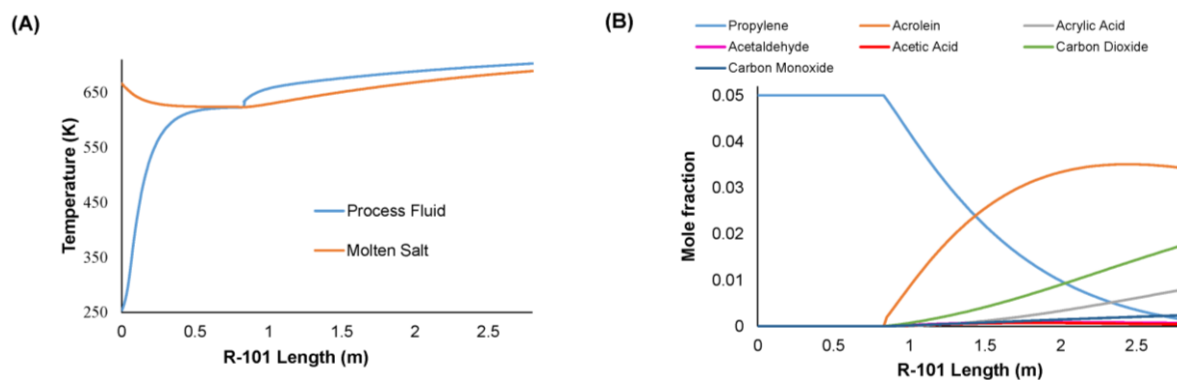 (A)
Temperature (K)
650
550
450
350
250
0 0.5 1 1.5 2 2.5
R-101 Length (m)
Process Fluid
Molten Salt
(B)
Propylene Acrolein Acrylic Acid
Acetaldehyde Acetic Acid Carbon Dioxide
Carbon Monoxide
Mole fraction
0.05
0.04
0.03
0.02
0.01
0
0 0.5 1 1.5 2 2.5
R-101 Length (m)